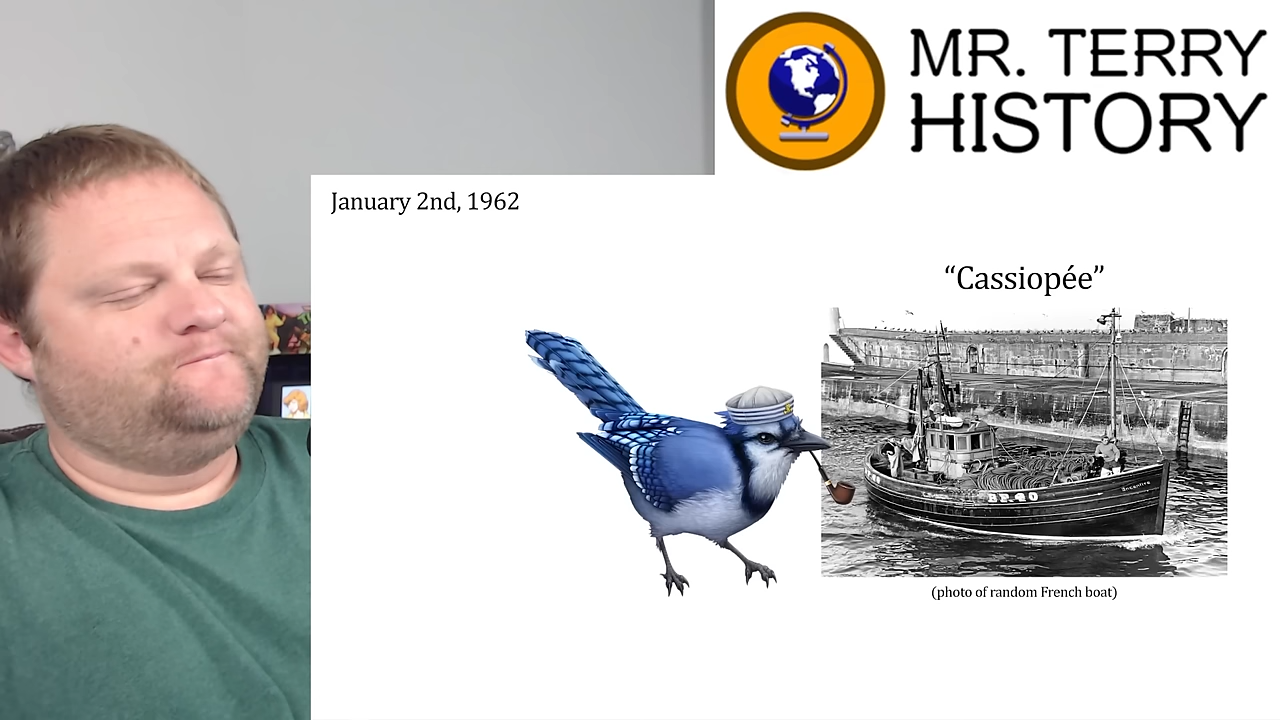 MR. TERRY
HISTORY
January 2nd, 1962
“Cassiopée”
BP.40
(photo of random French boat)